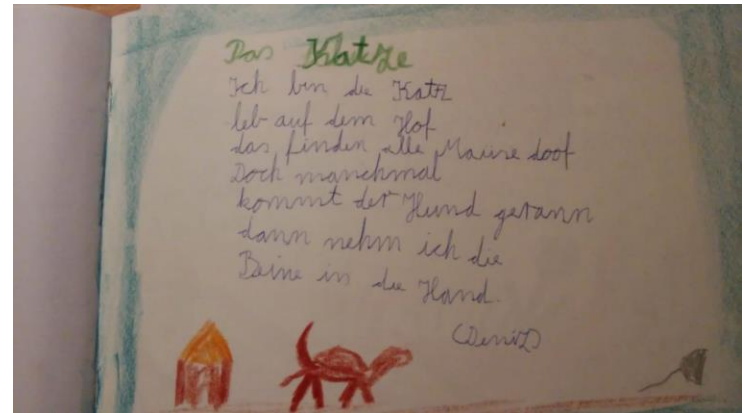 Das Katze
Ich bin die Katz
leb auf dem Hof
das finden alle Mäuse doof
Doch manchmal
kommt der Hund gerann
dann nehm ich die
Beine in die Hand.
(Deniz)